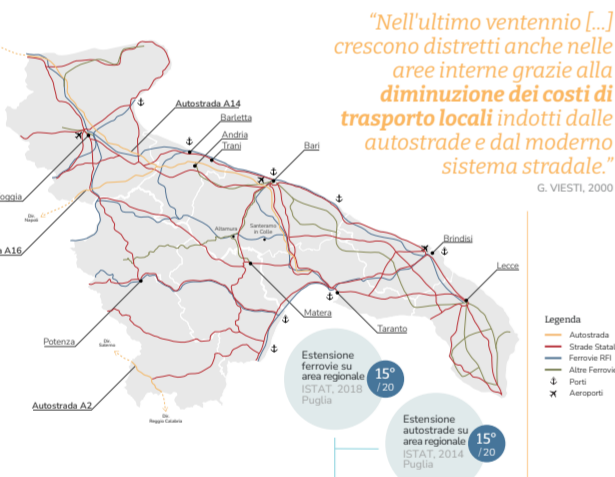 “Nell'ultimo ventennio [...]
crescono distretti anche nelle
aree interne grazie alla
diminuzione dei costi di
trasporto locali indotti dalle
autostrade e dal moderno
sistema stradale.”
G. VIESTI, 2000
Autostrada A14
Barletta
Andria
Trani
Bari
oggia
Dir.
Napoli
a A16
Altamura
Santeramo
in Colle
Brindisi
Lecce
Matera
Taranto
Potenza
Dir.
Salerno
Autostrada A2
Dir.
Reggio Calabria
Legenda
Autostrada
Strade Statal
Ferrovie RFI
Altre Ferrovie
Porti
Aeroporti
Estensione
ferrovie su
area regionale
ISTAT, 2018
Puglia
15°
/ 20
Estensione
autostrade su
area regionale
ISTAT, 2014
Puglia
15°
/ 20